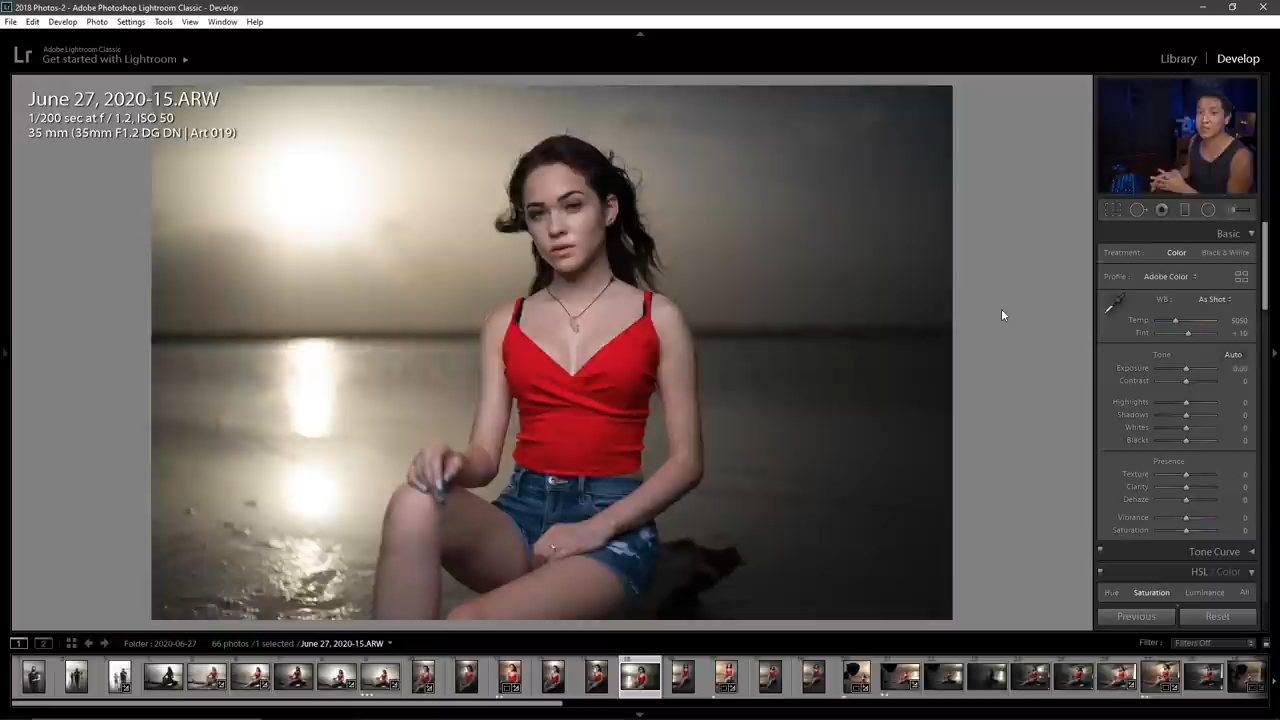 2018 Photos-2 - Adobe Photoshop Lightroom Classic - Develop
File Edit Develop Photo Settings Tools View Window Help
Lr
Adobe Lightroom Classic
Get started with Lightroom
Library | Develop
June 27, 2020-15.ARW
1/200 sec at f / 1.2, ISO 50
35 mm (35mm F1.2 DG DN | Art 019)
Basic
Treatment: Color Black & White
Profile: Adobe Color
WB: As Shot
Temp 5050
Tint + 10
Tone Auto
Exposure 0.00
Contrast 0
Highlights 0
Shadows 0
Whites 0
Blacks 0
Presence
Texture 0
Clarity 0
Dehaze 0
Vibrance 0
Saturation 0
Tone Curve
HSL / Color
Hue Saturation Luminance All
Previous Reset
1 2 Folder: 2020-06-27 66 photos /1 selected /June 27, 2020-15.ARW Filter: Filters Off